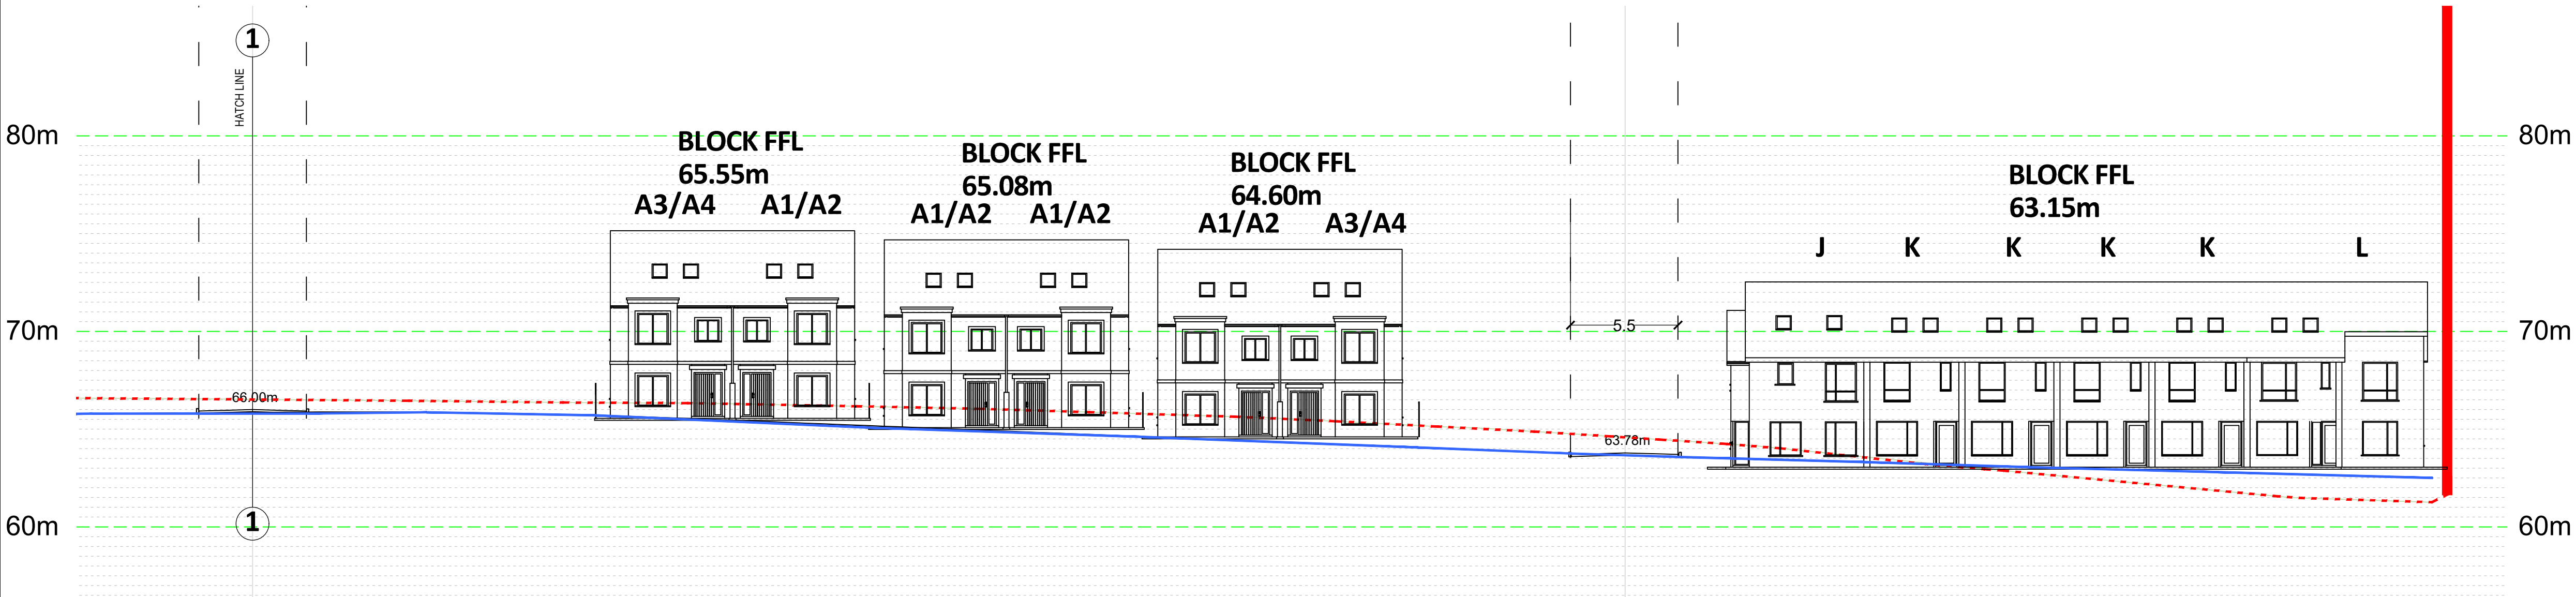 1
HATCH LINE
80m
80m
BLOCK FFL
65.55m
A3/A4 A1/A2
BLOCK FFL
65.08m
A1/A2 A1/A2
BLOCK FFL
64.60m
A1/A2 A3/A4
BLOCK FFL
63.15m
J K K K K L
70m
5.5
70m
66.00m
63.78m
60m
1
60m